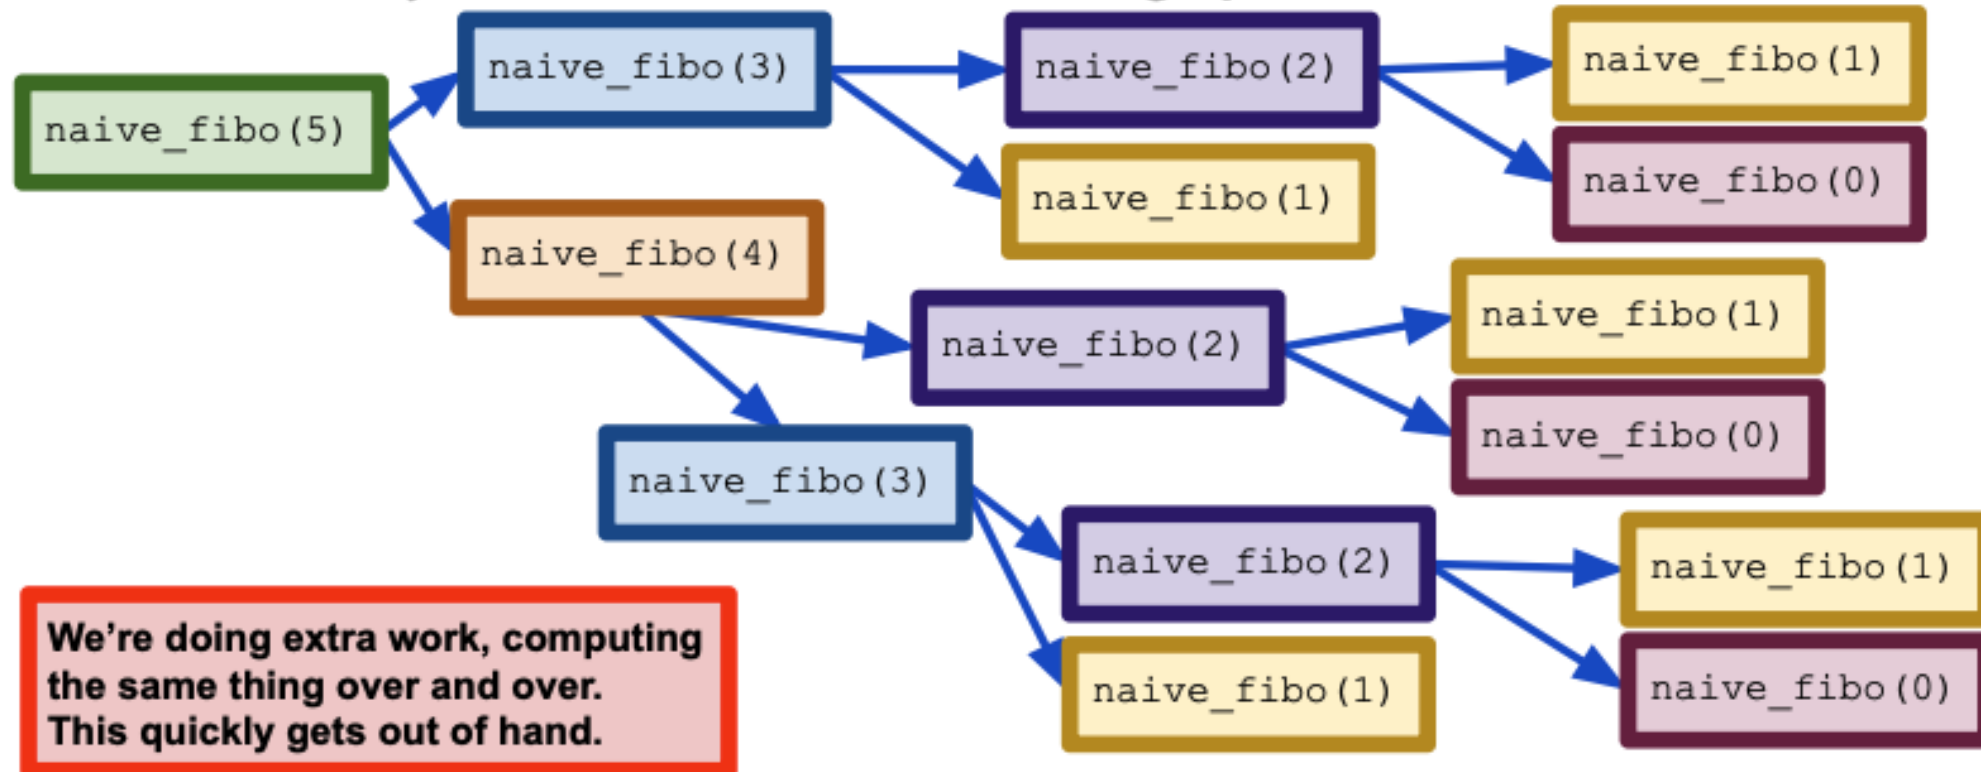 naive_fibo(5)
naive_fibo(3)
naive_fibo(2)
naive_fibo(1)
naive_fibo(0)
naive_fibo(1)
naive_fibo(4)
naive_fibo(2)
naive_fibo(1)
naive_fibo(0)
naive_fibo(3)
naive_fibo(2)
naive_fibo(1)
naive_fibo(0)
naive_fibo(1)
We're doing extra work, computing
the same thing over and over.
This quickly gets out of hand.